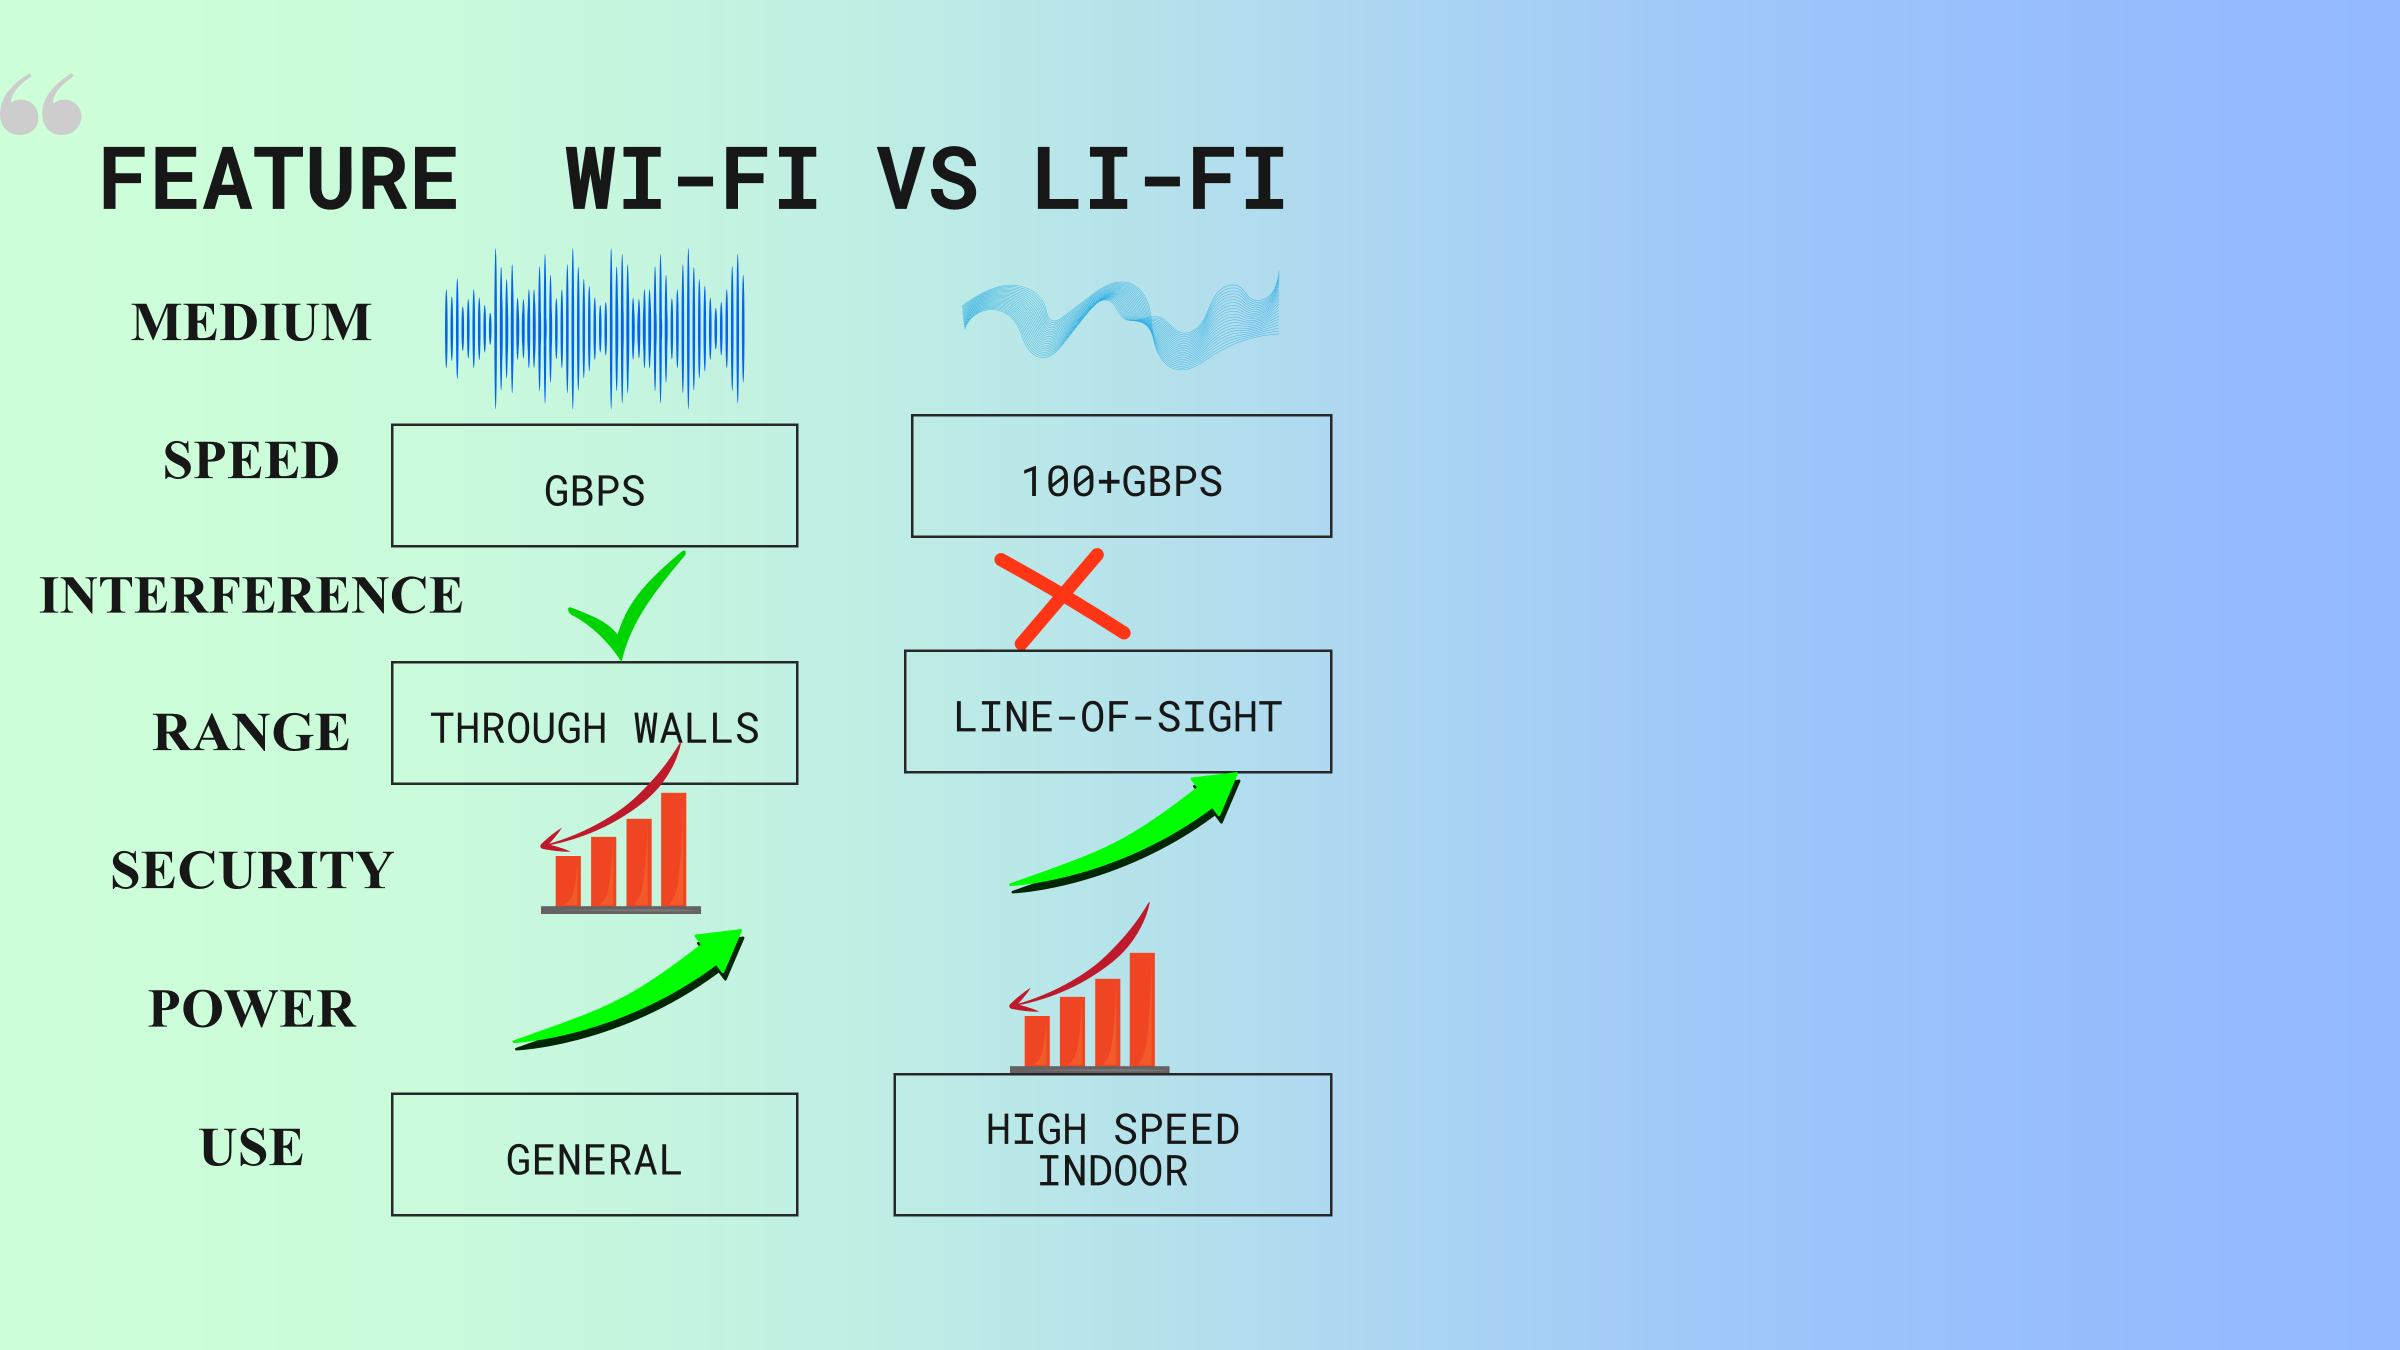 “
FEATURE WI-FI VS LI-FI
MEDIUM
SPEED
GBPS
100+GBPS
INTERFERENCE
RANGE
THROUGH WALLS
LINE-OF-SIGHT
SECURITY
POWER
USE
GENERAL
HIGH SPEED
INDOOR